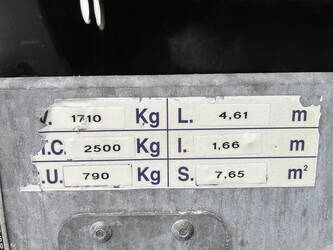 V. 1710 Kg L. 4,61 m
T.C. 2500 Kg I. 1,66 m
.U. 790 Kg S. 7,65 m²